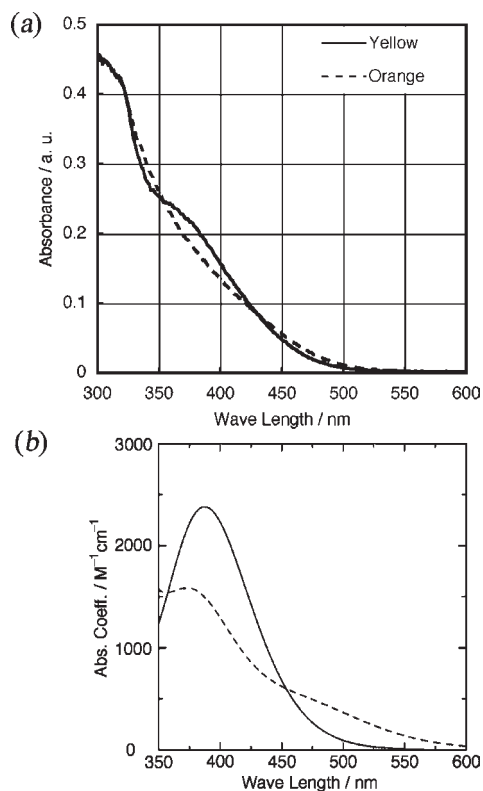 (a)
0.5
Yellow
Orange
0.4
0.3
0.2
0.1
0
Absorbance / a. u.
300 350 400 450 500 550 600
Wave Length / nm
(b)
3000
2000
1000
0
Abs. Coeff. / M⁻¹cm⁻¹
350 400 450 500 550 600
Wave Length / nm